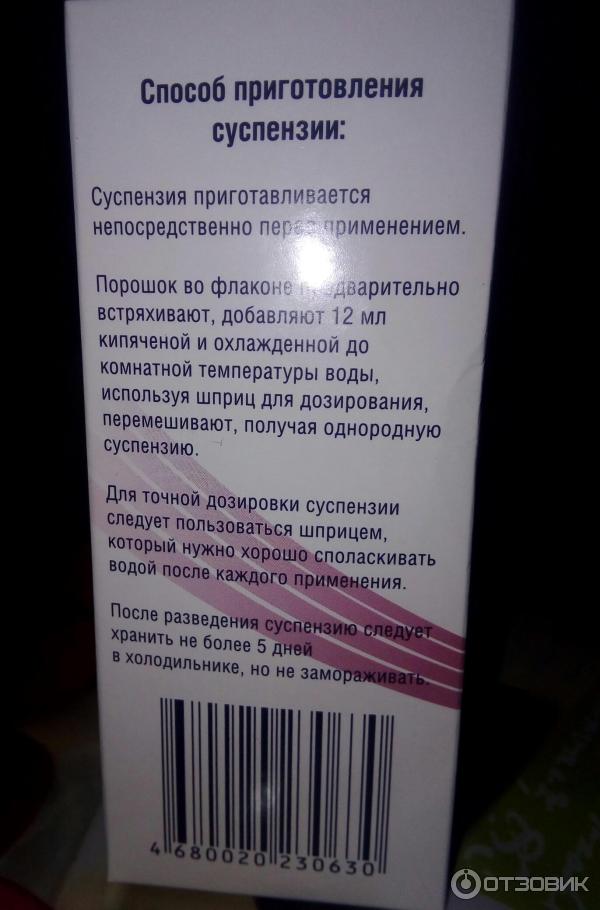 Способ приготовления
суспензии:
Суспензия приготавливается
непосредственно перед применением.
Порошок во флаконе предварительно
встряхивают, добавляют 12 мл
кипяченой и охлажденной до
комнатной температуры воды,
используя шприц для дозирования,
перемешивают, получая однородную
суспензию.
Для точной дозировки суспензии
следует пользоваться шприцем,
который нужно хорошо споласкивать
водой после каждого применения.
После разведения суспензию следует
хранить не более 5 дней
в холодильнике, но не замораживать.
4 680020 230630
ОТЗОВИК